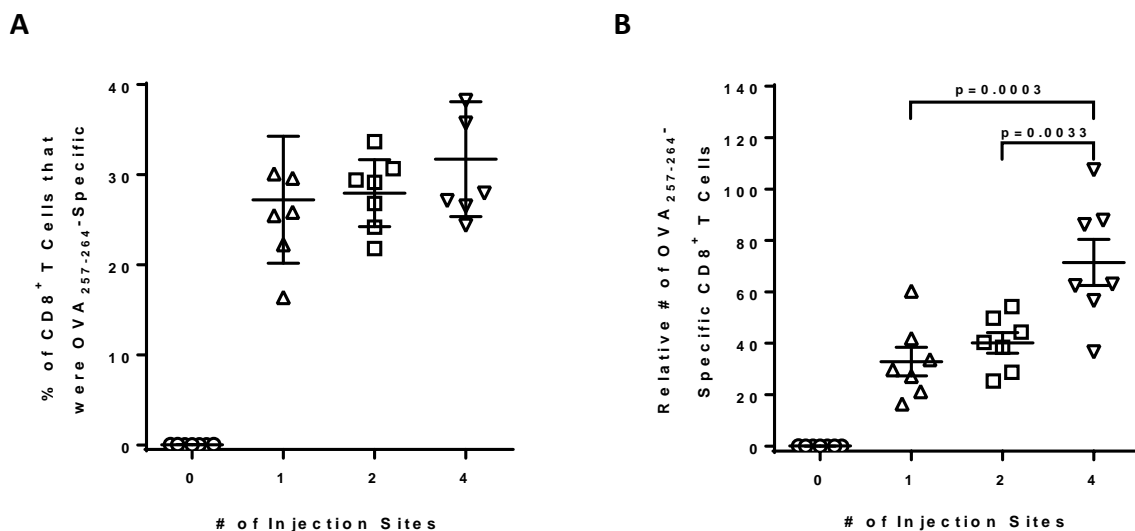 A
% of CD8+ T Cells that
were OVA257-264-Specific
40
30
20
10
0
0 1 2 4
# of Injection Sites
B
Relative # of OVA257-264-
Specific CD8+ T Cells
140
120
100
80
60
40
20
0
p=0.0003
p=0.0033
0 1 2 4
# of Injection Sites